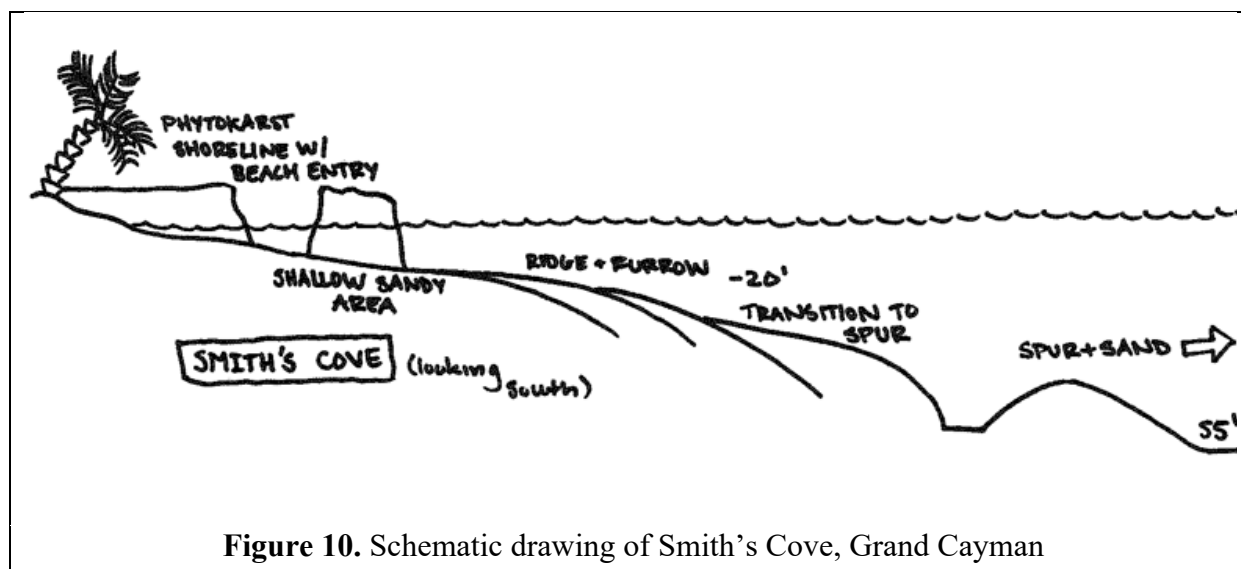 PHYTOKARST
SHORELINE W/
BEACH ENTRY
RIDGE + FURROW
-20'
SHALLOW SANDY
AREA
TRANSITION TO
SPUR
SMITH'S COVE
(looking
south)
SPUR+SAND
55'
Figure 10. Schematic drawing of Smith’s Cove, Grand Cayman